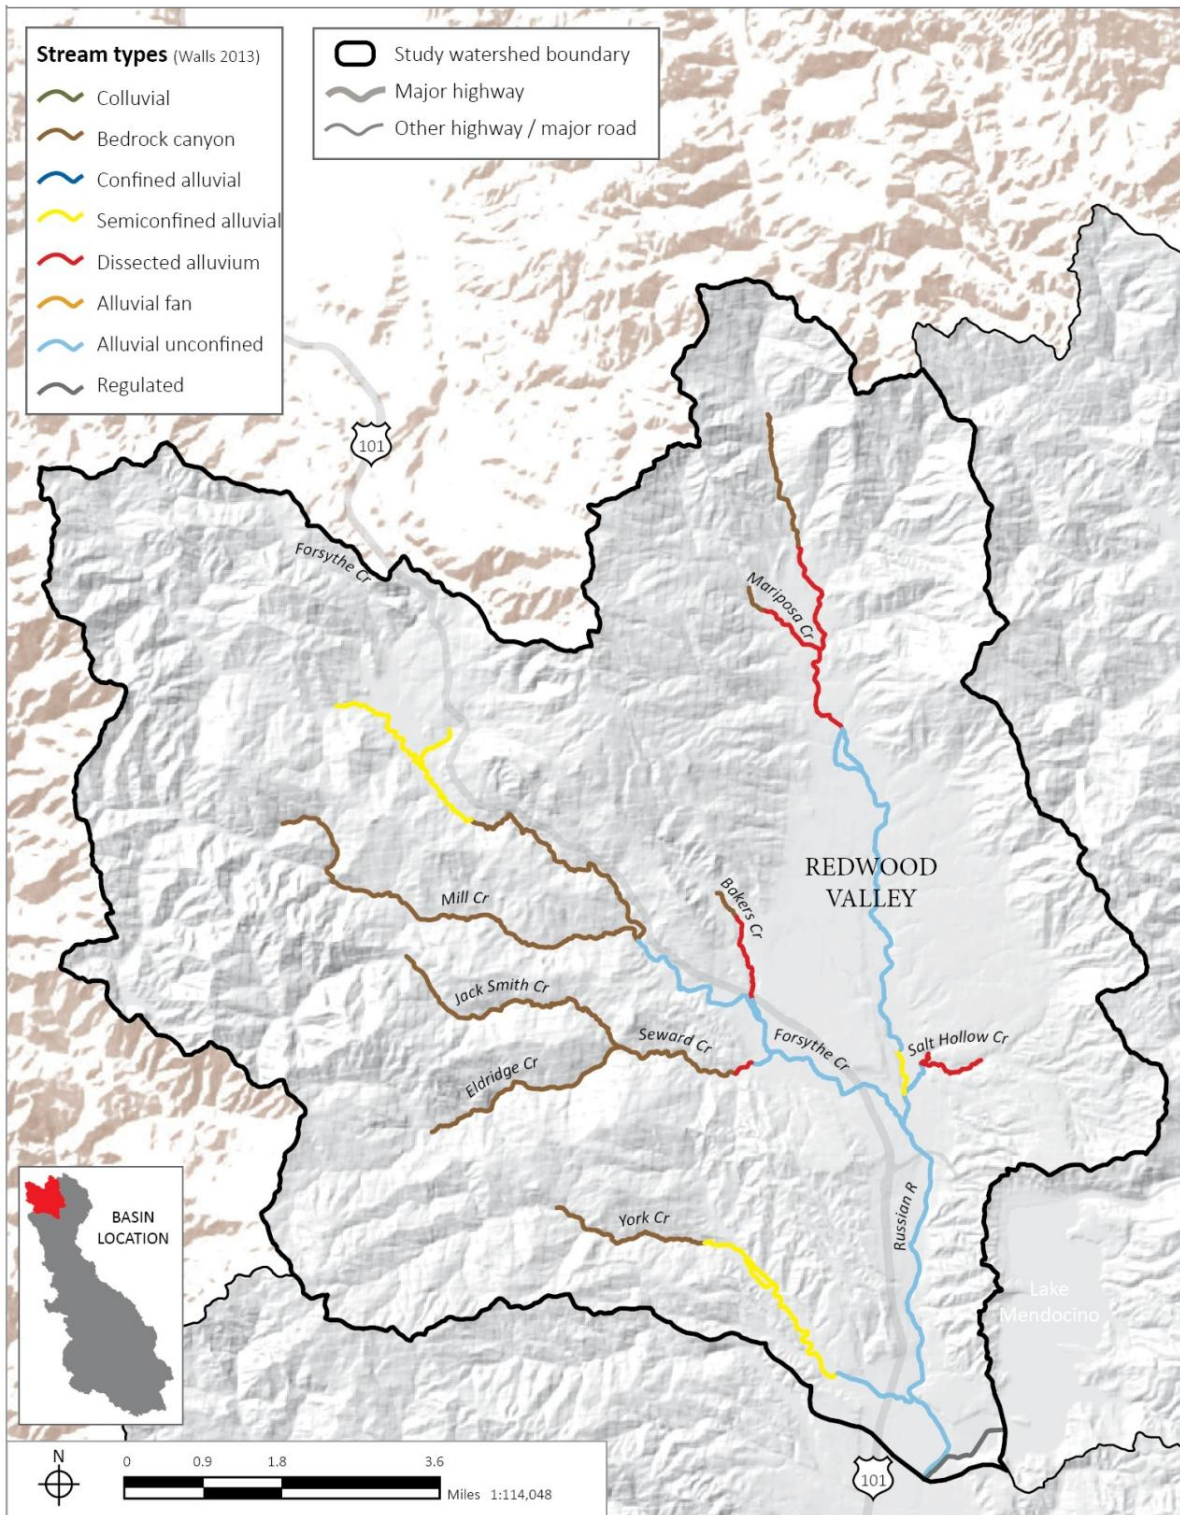 Stream types (Walls 2013)
Colluvial
Bedrock canyon
Confined alluvial
Semiconfined alluvial
Dissected alluvium
Alluvial fan
Alluvial unconfined
Regulated
Study watershed boundary
Major highway
Other highway / major road
101
Forsythe Cr
Mariposa Cr
REDWOOD
VALLEY
Bakers Cr
Mill Cr
Jack Smith Cr
Seward Cr
Forsythe Cr
Salt Hollow Cr
Eldridge Cr
York Cr
Russian R
Lake
Mendocino
BASIN
LOCATION
N
0 0.9 1.8 3.6
Miles 1:114,048
101